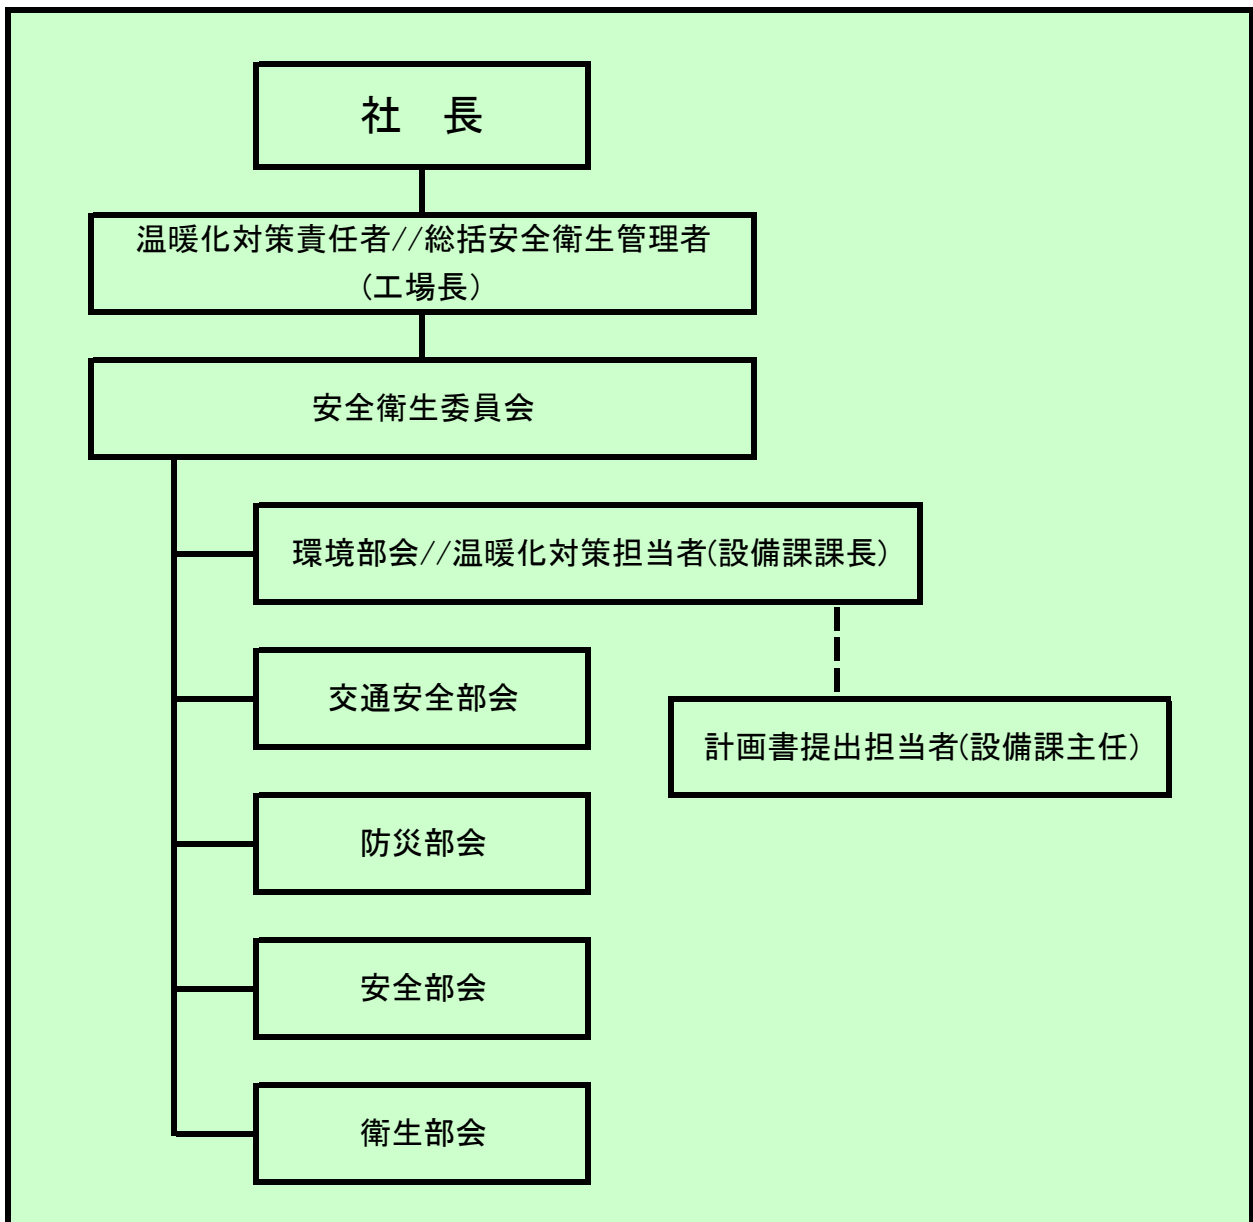 社　長
温暖化対策責任者//総括安全衛生管理者
(工場長)
安全衛生委員会
環境部会//温暖化対策担当者(設備課課長)
交通安全部会
計画書提出担当者(設備課主任)
防災部会
安全部会
衛生部会